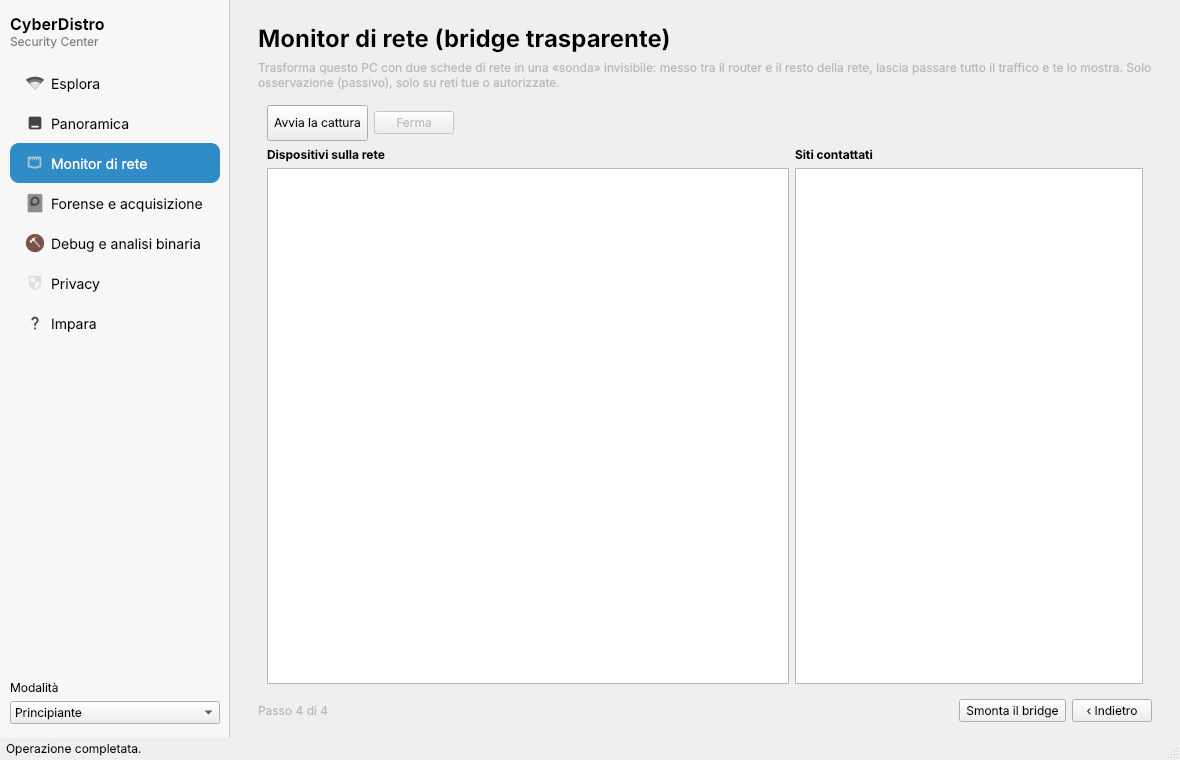 CyberDistro
Security Center
Esplora
Panoramica
Monitor di rete
Forense e acquisizione
Debug e analisi binaria
Privacy
? Impara
Modalità
Principiante
Operazione completata.
Monitor di rete (bridge trasparente)
Trasforma questo PC con due schede di rete in una «sonda» invisibile: messo tra il router e il resto della rete, lascia passare tutto il traffico e te lo mostra. Solo
osservazione (passivo), solo su reti tue o autorizzate.
Avvia la cattura
Ferma
Dispositivi sulla rete
Siti contattati
Passo 4 di 4
Smonta il bridge
‹ Indietro